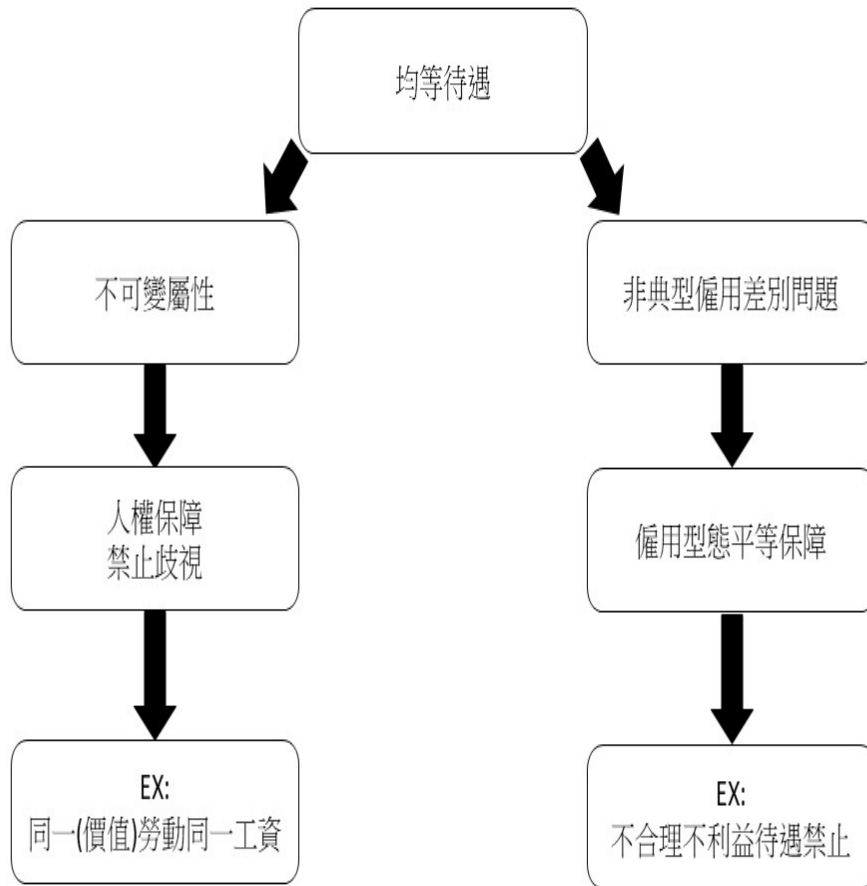 均等待遇
不可變屬性
非典型僱用差別問題
人權保障
禁止歧視
僱用型態平等保障
EX:
同一(價值)勞動同一工資
EX:
不合理不利益待遇禁止